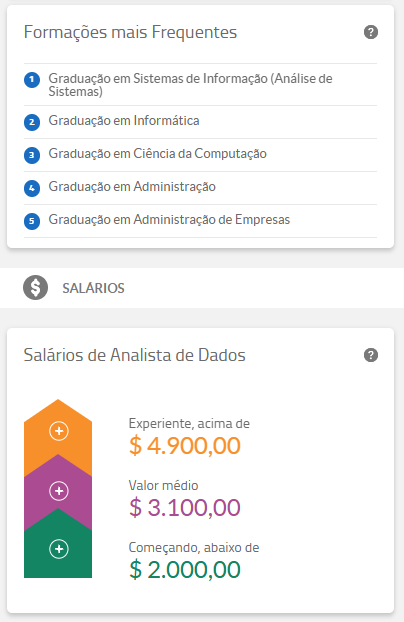 Formações mais Frequentes
?
1 Graduação em Sistemas de Informação (Análise de
Sistemas)
2 Graduação em Informática
3 Graduação em Ciência da Computação
4 Graduação em Administração
5 Graduação em Administração de Empresas
$ SALÁRIOS
Salários de Analista de Dados
?
Experiente, acima de
$ 4.900,00
Valor médio
$ 3.100,00
Começando, abaixo de
$ 2.000,00